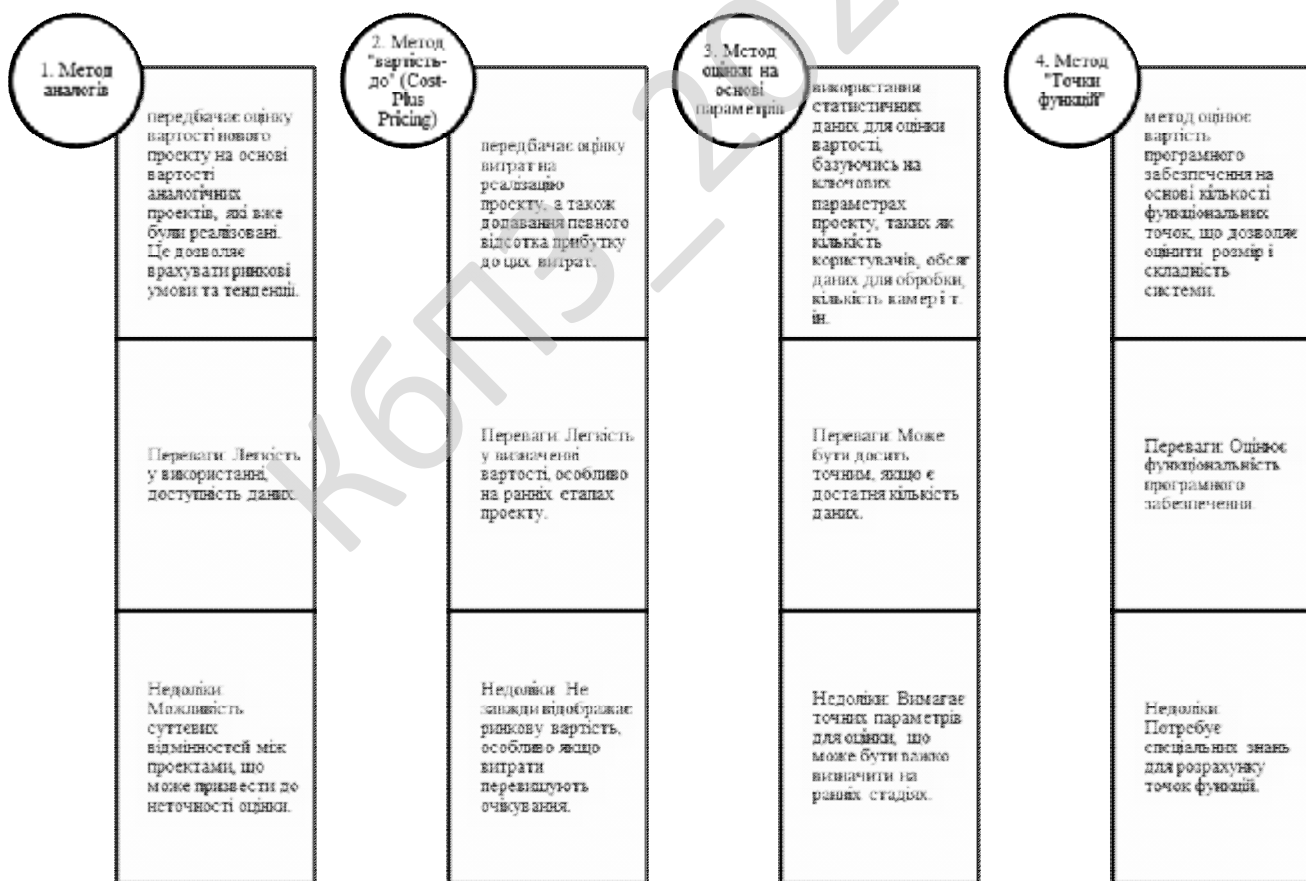 1. Метод
аналогів
передбачає оцінку
вартості нового
проекту на основі
вартості
аналогічних
проектів, які вже
були реалізовані.
Це дозволяє
врахувати ринкові
умови та тенденції.
Переваги: Легкість
у використанні,
доступність даних.
Недоліки:
Можливість
суттєвих
відмінностей між
проектами, що
може призвести до
неточності оцінки.
2. Метод
"вартість-
до" (Cost-
Plus
Pricing)
передбачає оцінку
витрат на
реалізацію
проекту, а також
додавання певного
відсотка прибутку
до цих витрат.
Переваги: Легкість
у визначенні
вартості, особливо
на ранніх етапах
проекту.
Недоліки: Не
завжди відображає
ринкову вартість,
особливо якщо
витрати
перевищують
очікування.
3. Метод
оцінки на
основі
параметрів
використання
статистичних
даних для оцінки
вартості,
базуючись на
ключових
параметрах
проекту, таких як
кількість
користувачів, обсяг
даних для обробки,
кількість камер і т.
ін.
Переваги: Може
бути досить
точним, якщо є
достатня кількість
даних.
Недоліки: Вимагає
точних параметрів
для оцінки, що
може бути важко
визначити на
ранніх стадіях.
4. Метод
"Точки
функцій"
метод оцінює
вартість
програмного
забезпечення на
основі кількості
функціональних
точок, що дозволяє
оцінити розмір і
складність
системи.
Переваги: Оцінює
функціональність
програмного
забезпечення.
Недоліки:
Потребує
спеціальних знань
для розрахунку
точок функцій.